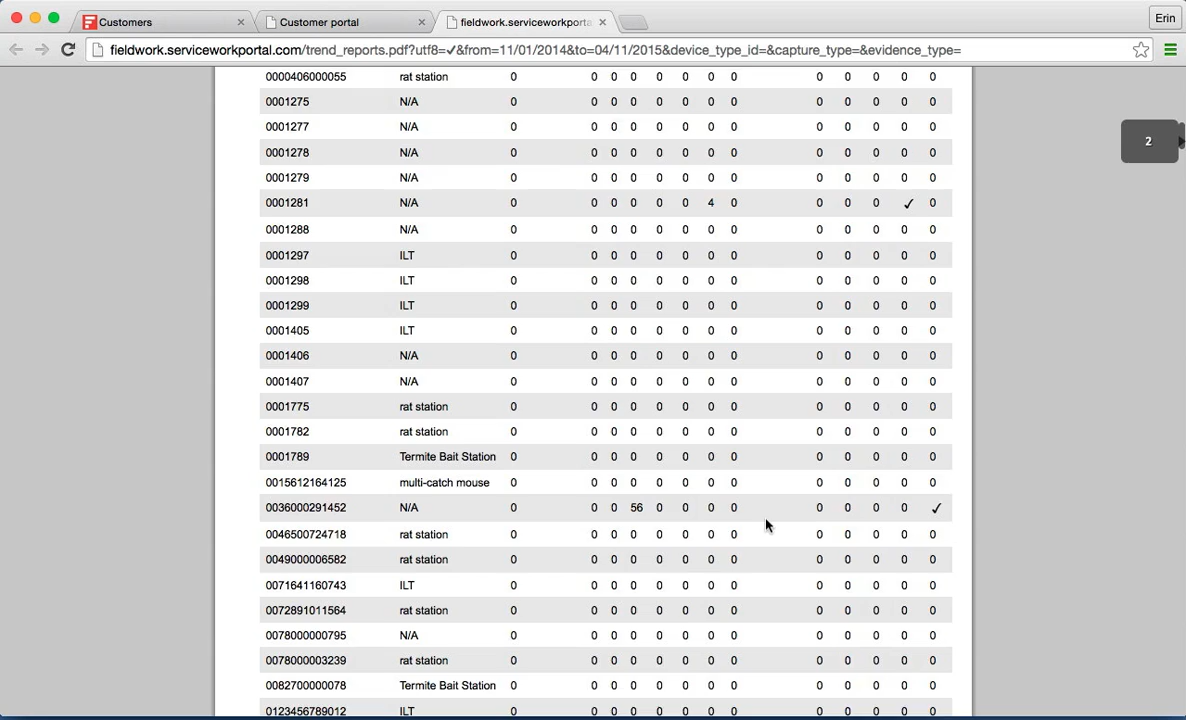 Customers
Customer portal
fieldwork.serviceworkporta
Erin
fieldwork.serviceworkportal.com/trend_reports.pdf?utf8=✓&from=11/01/2014&to=04/11/2015&device_type_id=&capture_type=&evidence_type=
2
0000406000055 rat station 0 0 0 0 0 0 0 0 0 0 0 0 0
0001275 N/A 0 0 0 0 0 0 0 0 0 0 0 0 0
0001277 N/A 0 0 0 0 0 0 0 0 0 0 0 0 0
0001278 N/A 0 0 0 0 0 0 0 0 0 0 0 0 0
0001279 N/A 0 0 0 0 0 0 0 0 0 0 0 0 0
0001281 N/A 0 0 0 0 0 0 4 0 0 0 0 ✓ 0
0001288 N/A 0 0 0 0 0 0 0 0 0 0 0 0 0
0001297 ILT 0 0 0 0 0 0 0 0 0 0 0 0 0
0001298 ILT 0 0 0 0 0 0 0 0 0 0 0 0 0
0001299 ILT 0 0 0 0 0 0 0 0 0 0 0 0 0
0001405 ILT 0 0 0 0 0 0 0 0 0 0 0 0 0
0001406 N/A 0 0 0 0 0 0 0 0 0 0 0 0 0
0001407 N/A 0 0 0 0 0 0 0 0 0 0 0 0 0
0001775 rat station 0 0 0 0 0 0 0 0 0 0 0 0 0
0001782 rat station 0 0 0 0 0 0 0 0 0 0 0 0 0
0001789 Termite Bait Station 0 0 0 0 0 0 0 0 0 0 0 0 0
0015612164125 multi-catch mouse 0 0 0 0 0 0 0 0 0 0 0 0 0
0036000291452 N/A 0 0 0 56 0 0 0 0 0 0 0 0 ✓
0046500724718 rat station 0 0 0 0 0 0 0 0 0 0 0 0 0
0049000006582 rat station 0 0 0 0 0 0 0 0 0 0 0 0 0
0071641160743 ILT 0 0 0 0 0 0 0 0 0 0 0 0 0
0072891011564 rat station 0 0 0 0 0 0 0 0 0 0 0 0 0
0078000000795 N/A 0 0 0 0 0 0 0 0 0 0 0 0 0
0078000003239 rat station 0 0 0 0 0 0 0 0 0 0 0 0 0
0082700000078 Termite Bait Station 0 0 0 0 0 0 0 0 0 0 0 0 0
0123456789012 ILT 0 0 0 0 0 0 0 0 0 0 0 0 0